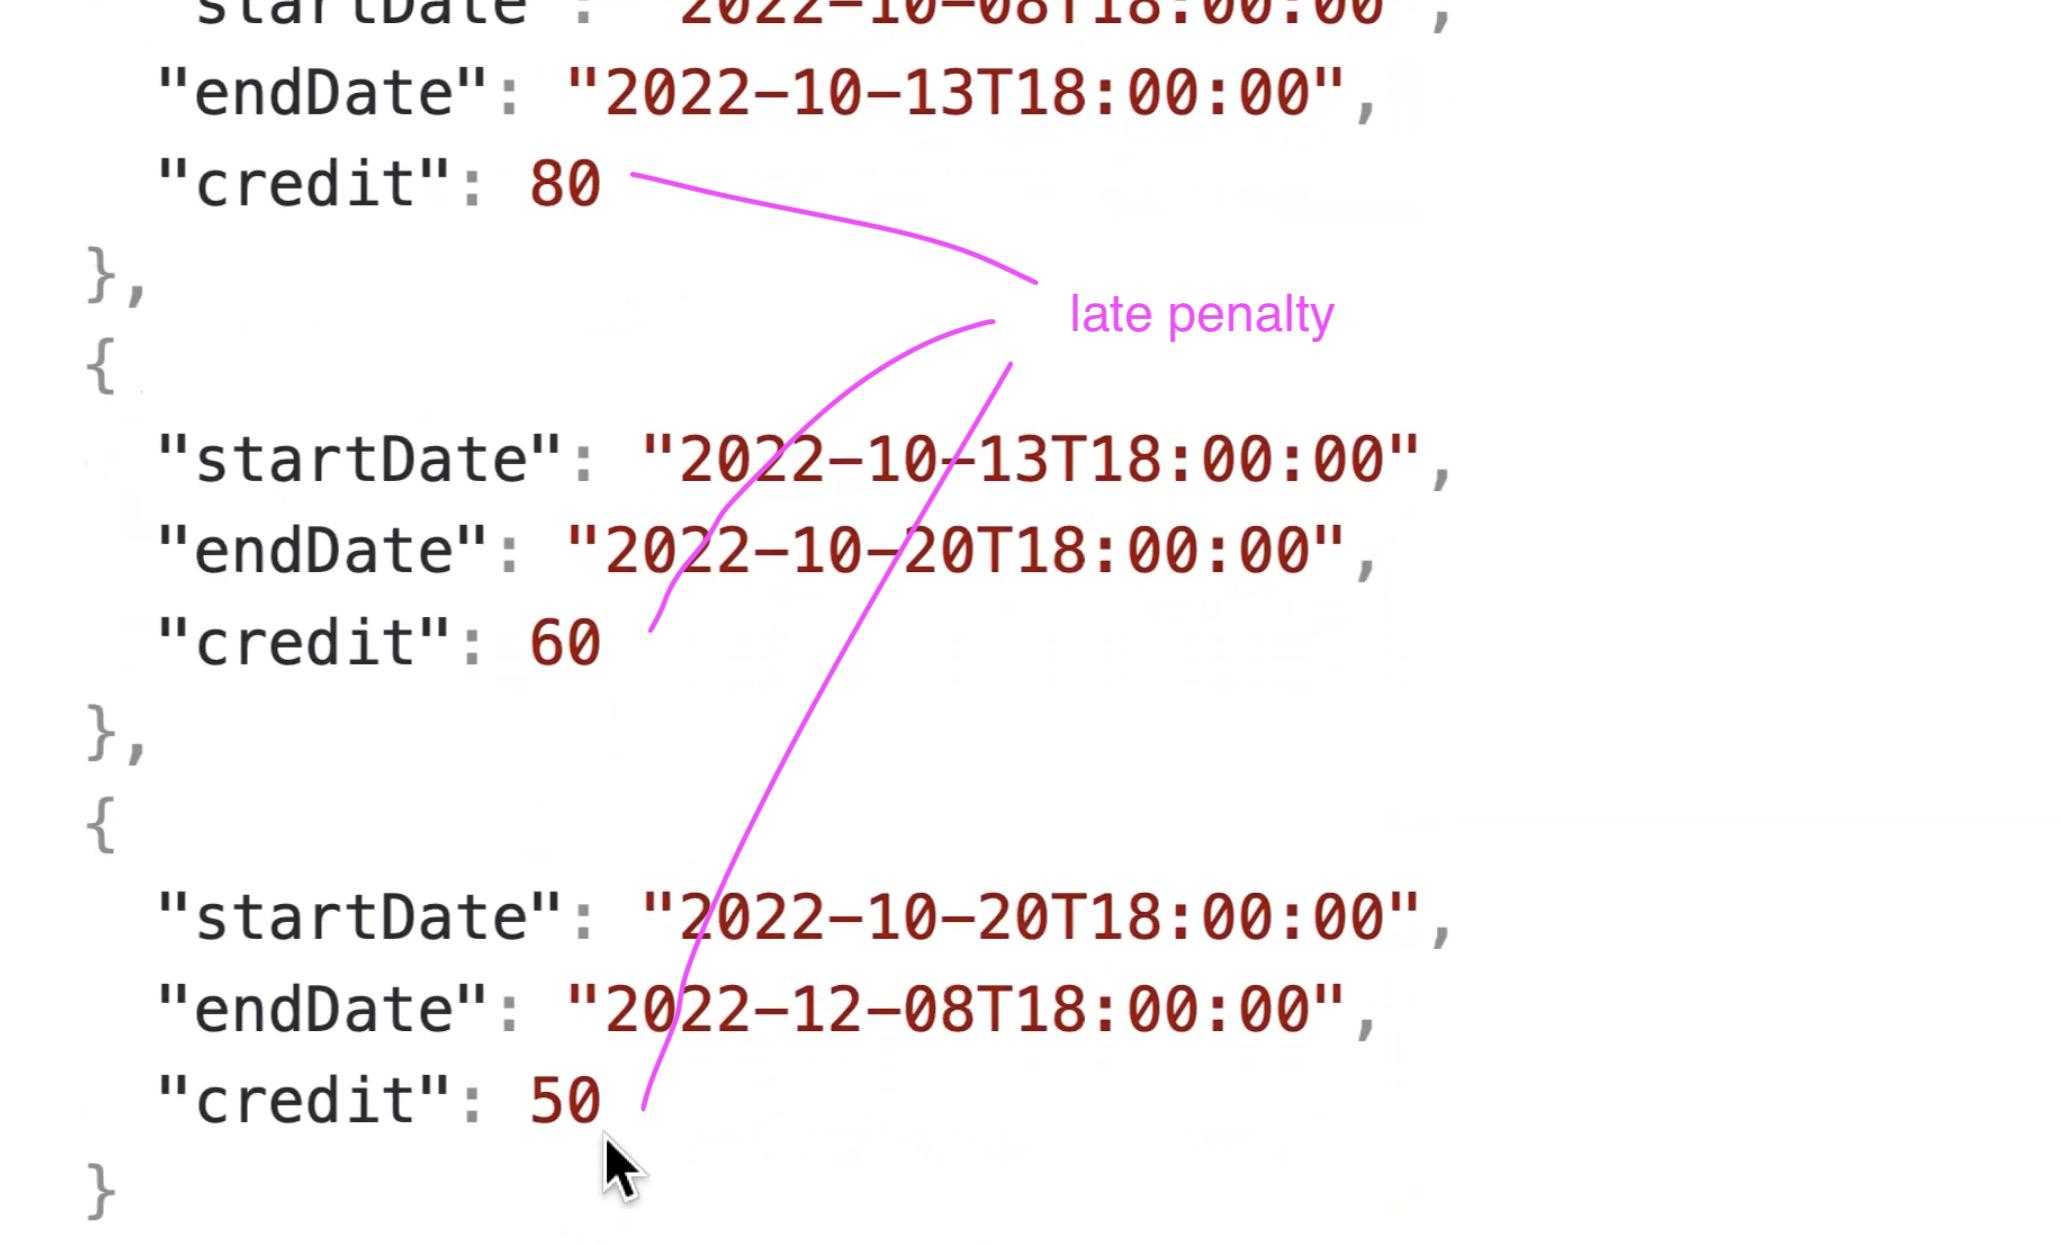 "startDate": "2022-10-08T18:00:00",
"endDate": "2022-10-13T18:00:00",
"credit": 80
},
late penalty
{
"startDate": "2022-10-13T18:00:00",
"endDate": "2022-10-20T18:00:00",
"credit": 60
},
{
"startDate": "2022-10-20T18:00:00",
"endDate": "2022-12-08T18:00:00",
"credit": 50
}